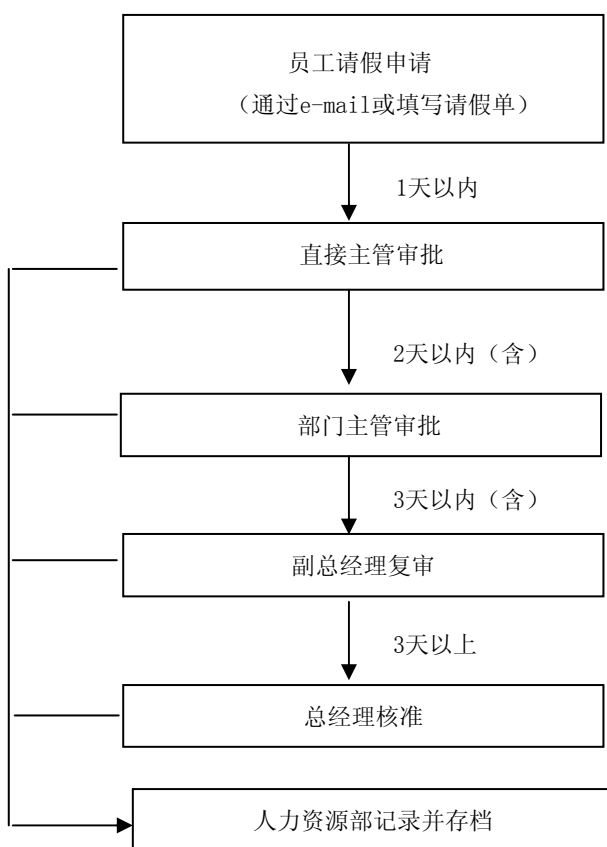 员工请假申请
（通过e-mail或填写请假单）
1天以内
直接主管审批
2天以内（含）
部门主管审批
3天以内（含）
副总经理复审
3天以上
总经理核准
人力资源部记录并存档